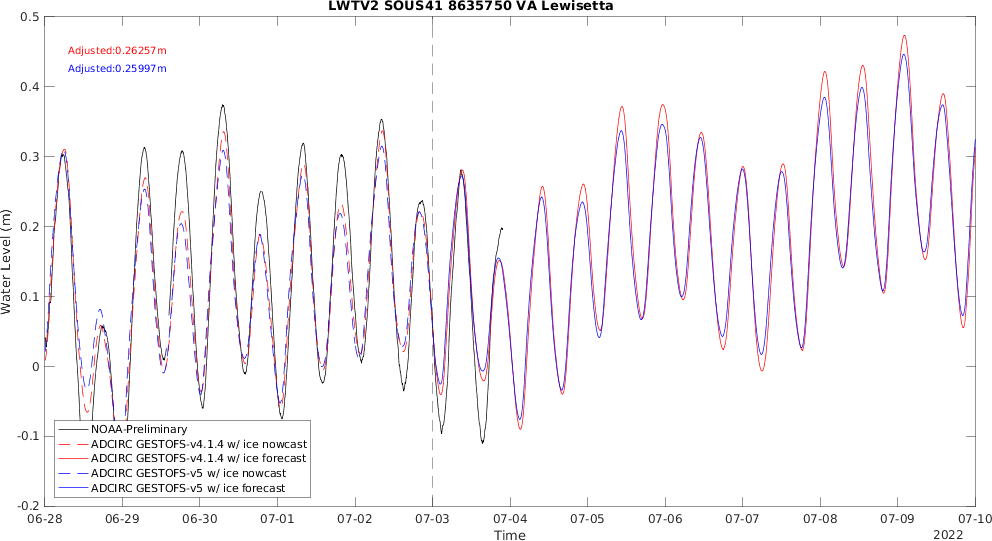 LWTV2 SOUS41 8635750 VA Lewisetta
Adjusted:0.26257m
Adjusted:0.25997m
Water Level (m)
0.5
0.4
0.3
0.2
0.1
0
-0.1
-0.2
NOAA-Preliminary
ADCIRC GESTOFS-v4.1.4 w/ ice nowcast
ADCIRC GESTOFS-v4.1.4 w/ ice forecast
ADCIRC GESTOFS-v5 w/ ice nowcast
ADCIRC GESTOFS-v5 w/ ice forecast
06-28 06-29 06-30 07-01 07-02 07-03 07-04 07-05 07-06 07-07 07-08 07-09 07-10
Time
2022